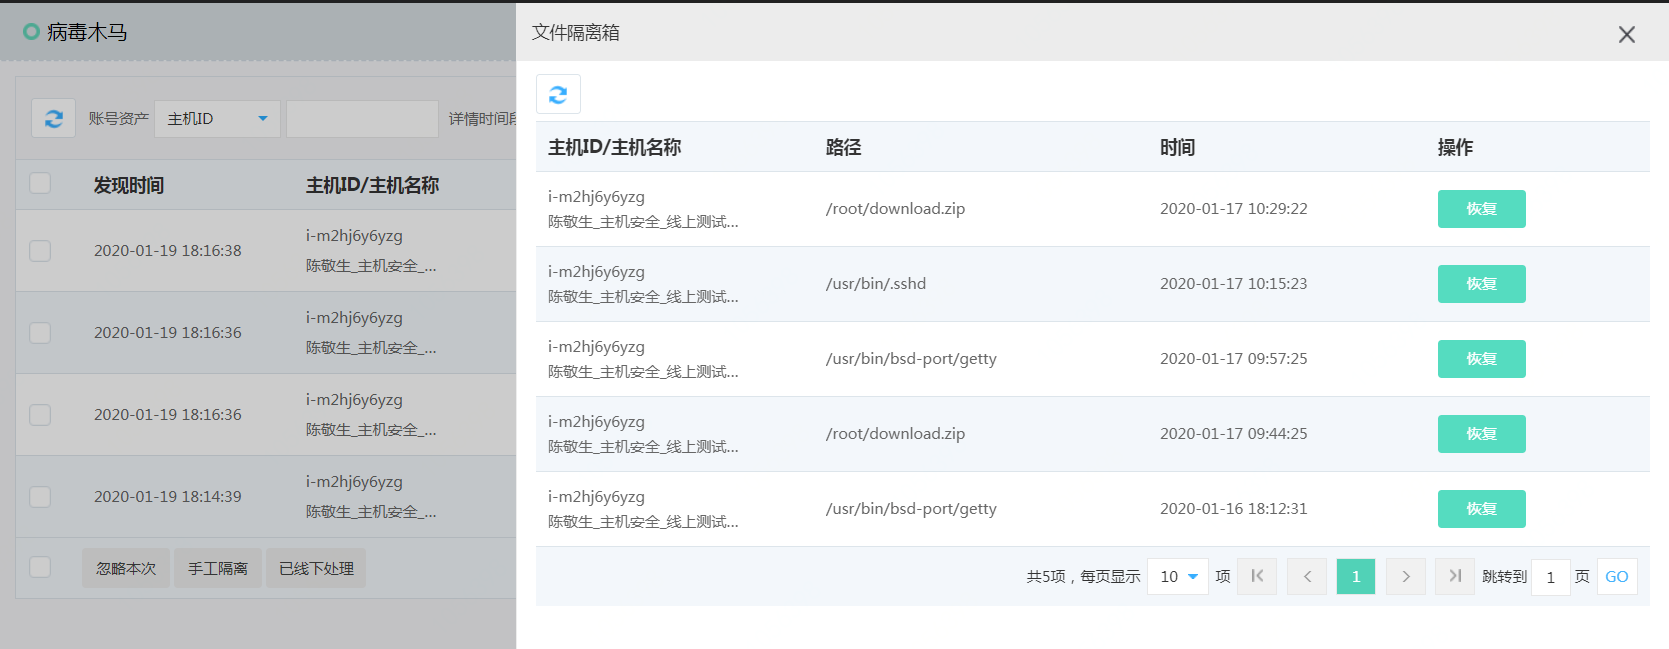 病毒木马
账号资产 主机ID 详情时间段
发现时间 主机ID/主机名称
2020-01-19 18:16:38 i-m2hj6y6yzg
陈敬生_主机安全_...
2020-01-19 18:16:36 i-m2hj6y6yzg
陈敬生_主机安全_...
2020-01-19 18:16:36 i-m2hj6y6yzg
陈敬生_主机安全_...
2020-01-19 18:14:39 i-m2hj6y6yzg
陈敬生_主机安全_...
忽略本次 手工隔离 已线下处理
文件隔离箱
主机ID/主机名称 路径 时间 操作
i-m2hj6y6yzg
陈敬生_主机安全_线上测试... /root/download.zip 2020-01-17 10:29:22 恢复
i-m2hj6y6yzg
陈敬生_主机安全_线上测试... /usr/bin/.sshd 2020-01-17 10:15:23 恢复
i-m2hj6y6yzg
陈敬生_主机安全_线上测试... /usr/bin/bsd-port/getty 2020-01-17 09:57:25 恢复
i-m2hj6y6yzg
陈敬生_主机安全_线上测试... /root/download.zip 2020-01-17 09:44:25 恢复
i-m2hj6y6yzg
陈敬生_主机安全_线上测试... /usr/bin/bsd-port/getty 2020-01-16 18:12:31 恢复
共5项，每页显示 10 项 1 跳转到 1 页 GO